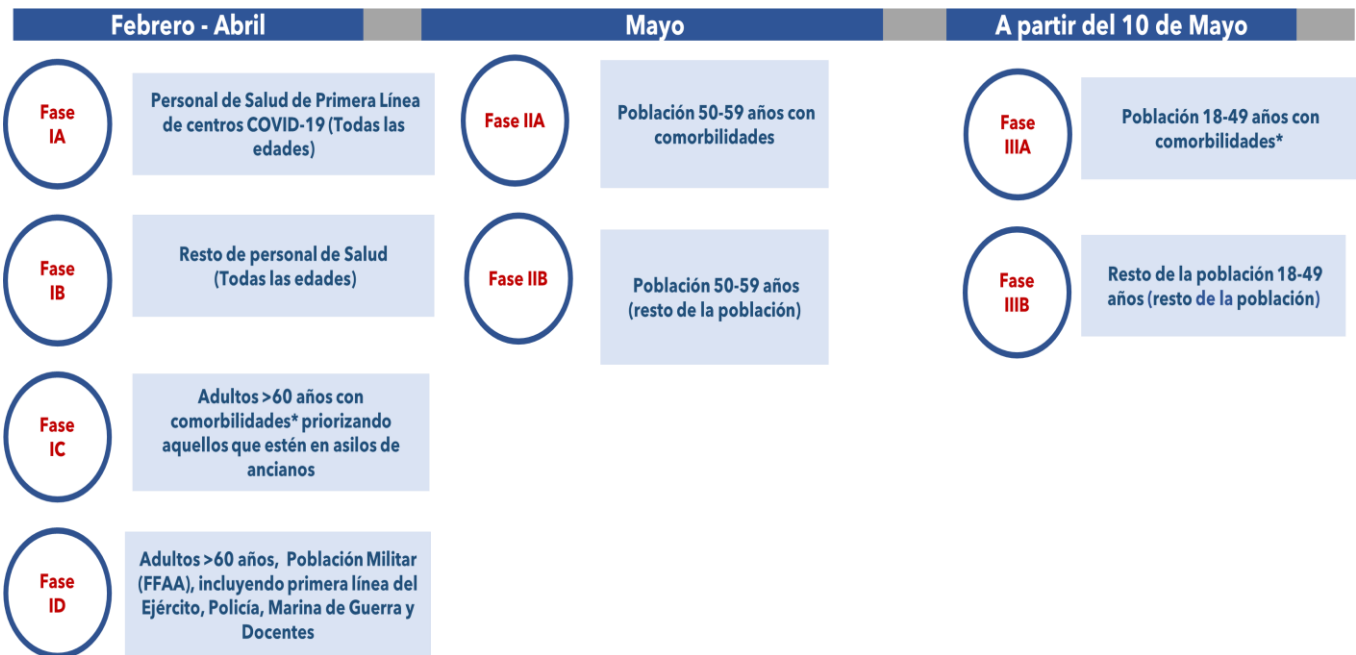 Febrero - Abril
Fase
IA
Personal de Salud de Primera Línea
de centros COVID-19 (Todas las
edades)
Fase
IB
Resto de personal de Salud
(Todas las edades)
Fase
IC
Adultos >60 años con
comorbilidades* priorizando
aquellos que estén en asilos de
ancianos
Fase
ID
Adultos >60 años, Población Militar
(FFAA), incluyendo primera línea del
Ejército, Policía, Marina de Guerra y
Docentes
Mayo
Fase IIA
Población 50-59 años con
comorbilidades
Fase IIB
Población 50-59 años
(resto de la población)
A partir del 10 de Mayo
Fase
IIIA
Población 18-49 años con
comorbilidades*
Fase
IIIB
Resto de la población 18-49
años (resto de la población)